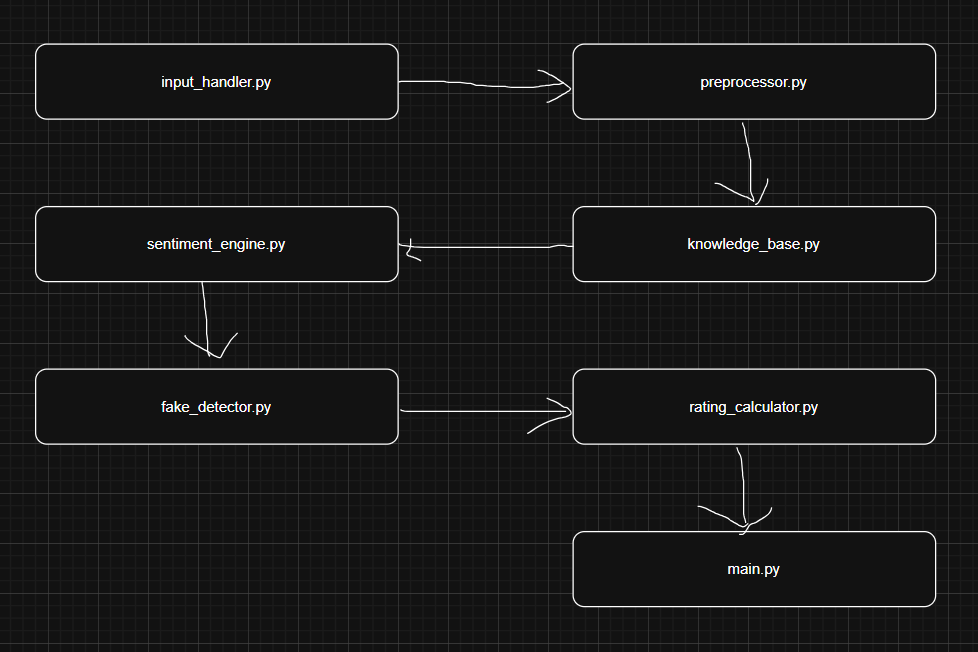 input_handler.py
preprocessor.py
sentiment_engine.py
knowledge_base.py
fake_detector.py
rating_calculator.py
main.py